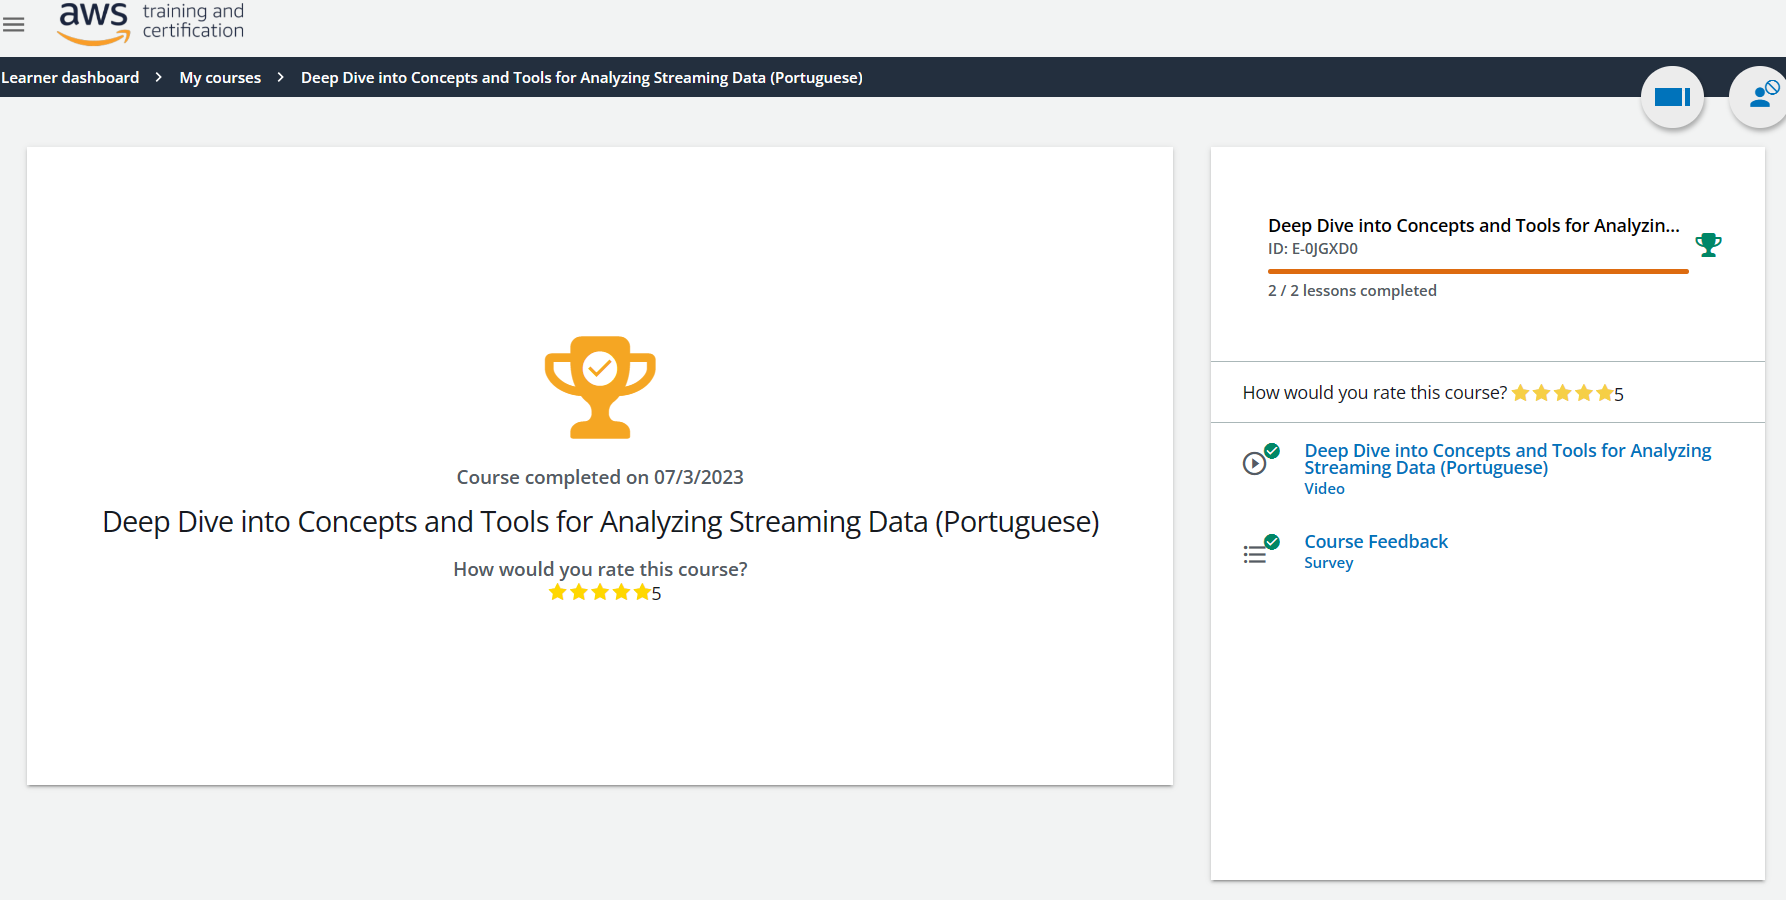 aws training and
certification
Learner dashboard > My courses > Deep Dive into Concepts and Tools for Analyzing Streaming Data (Portuguese)
Course completed on 07/3/2023
Deep Dive into Concepts and Tools for Analyzing Streaming Data (Portuguese)
How would you rate this course?
5
Deep Dive into Concepts and Tools for Analyzin...
ID: E-0JGXD0
2 / 2 lessons completed
How would you rate this course? 5
Deep Dive into Concepts and Tools for Analyzing
Streaming Data (Portuguese)
Video
Course Feedback
Survey